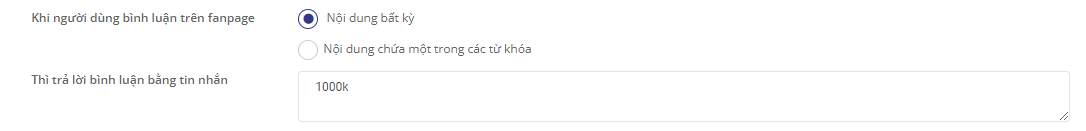 Khi người dùng bình luận trên fanpage
Nội dung bất kỳ
Nội dung chứa một trong các từ khóa
Thì trả lời bình luận bằng tin nhắn
1000k